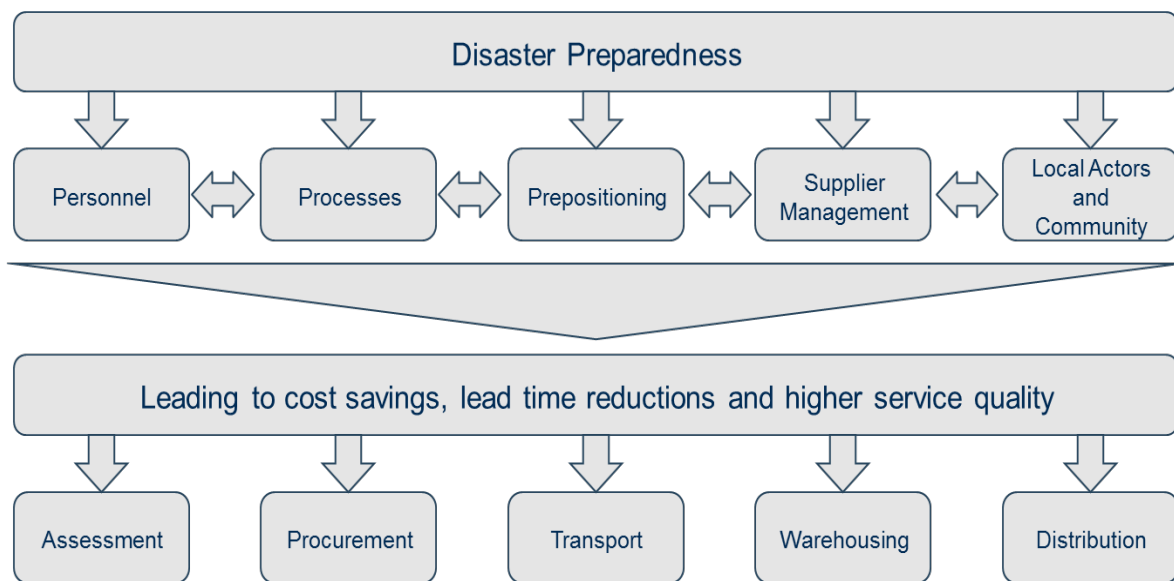 Disaster Preparedness
Personnel
Processes
Prepositioning
Supplier
Management
Local Actors
and
Community
Leading to cost savings, lead time reductions and higher service quality
Assessment
Procurement
Transport
Warehousing
Distribution